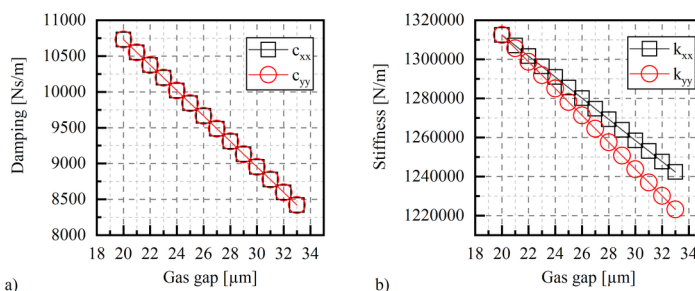 11000
10500
10000
9500
9000
8500
8000
Damping [Ns/m]
c_xx
c_yy
18 20 22 24 26 28 30 32 34
Gas gap [μm]
a)
1320000
1300000
1280000
1260000
1240000
1220000
Stiffness [N/m]
k_xx
k_yy
18 20 22 24 26 28 30 32 34
Gas gap [μm]
b)